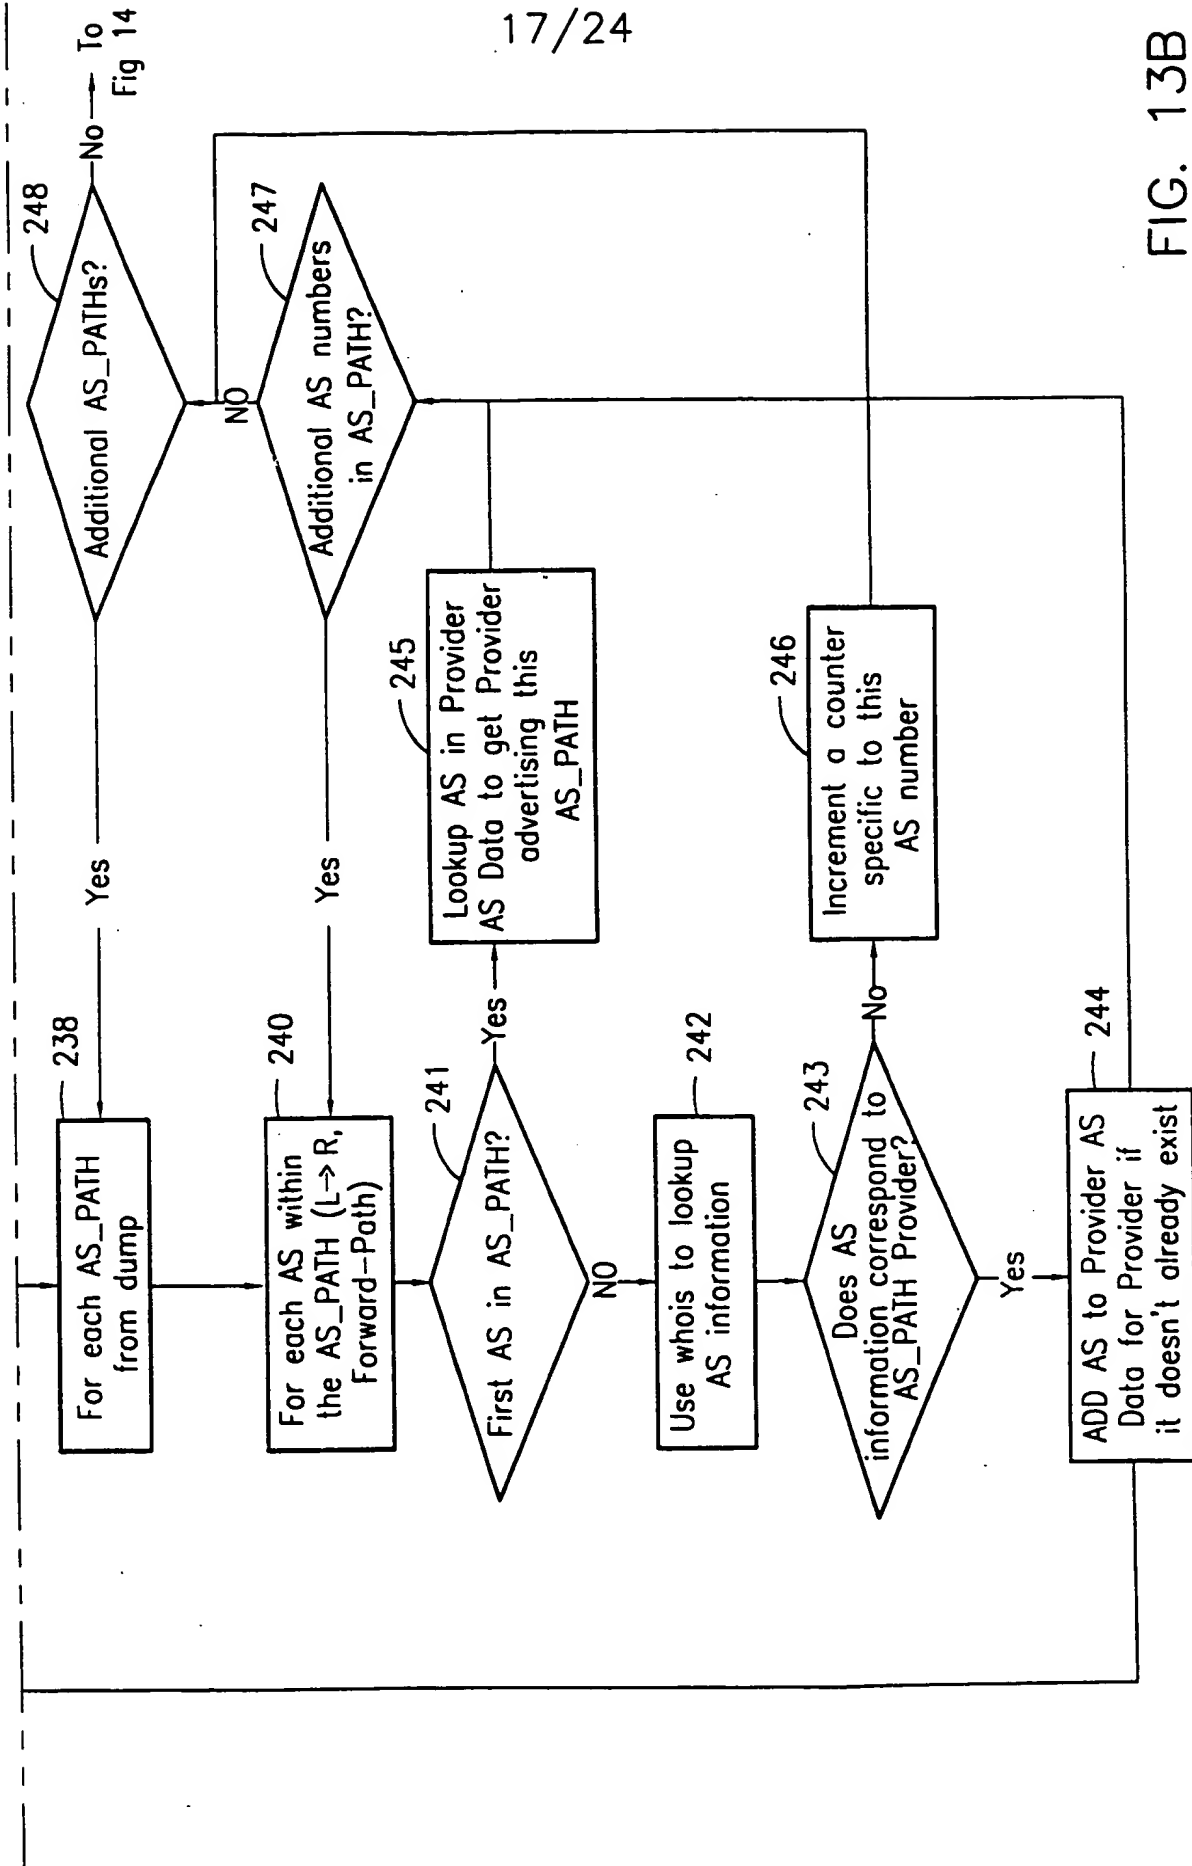 17/24
248
Additional AS_PATHs?
No
To
Fig 14
Yes
238
For each AS_PATH
from dump
247
Additional AS numbers
in AS_PATH?
NO
Yes
240
For each AS within
the AS_PATH (L->R,
Forward-Path)
241
First AS in AS_PATH?
Yes
NO
245
Lookup AS in Provider
AS Data to get Provider
advertising this
AS_PATH
242
Use whois to lookup
AS information
243
Does AS
information correspond to
AS_PATH Provider?
No
Yes
246
Increment a counter
specific to this
AS number
244
ADD AS to Provider AS
Data for Provider if
it doesn't already exist
FIG. 13B